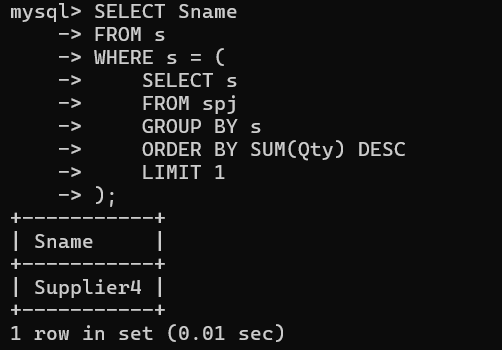 mysql> SELECT Sname
    -> FROM s
    -> WHERE s = (
    ->     SELECT s
    ->     FROM spj
    ->     GROUP BY s
    ->     ORDER BY SUM(Qty) DESC
    ->     LIMIT 1
    -> );
+-----------+
| Sname     |
+-----------+
| Supplier4 |
+-----------+
1 row in set (0.01 sec)